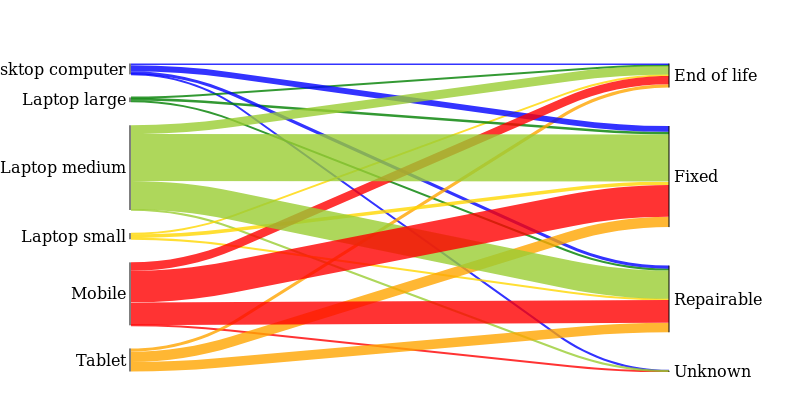 sktop computer
Laptop large
Laptop medium
Laptop small
Mobile
Tablet
End of life
Fixed
Repairable
Unknown